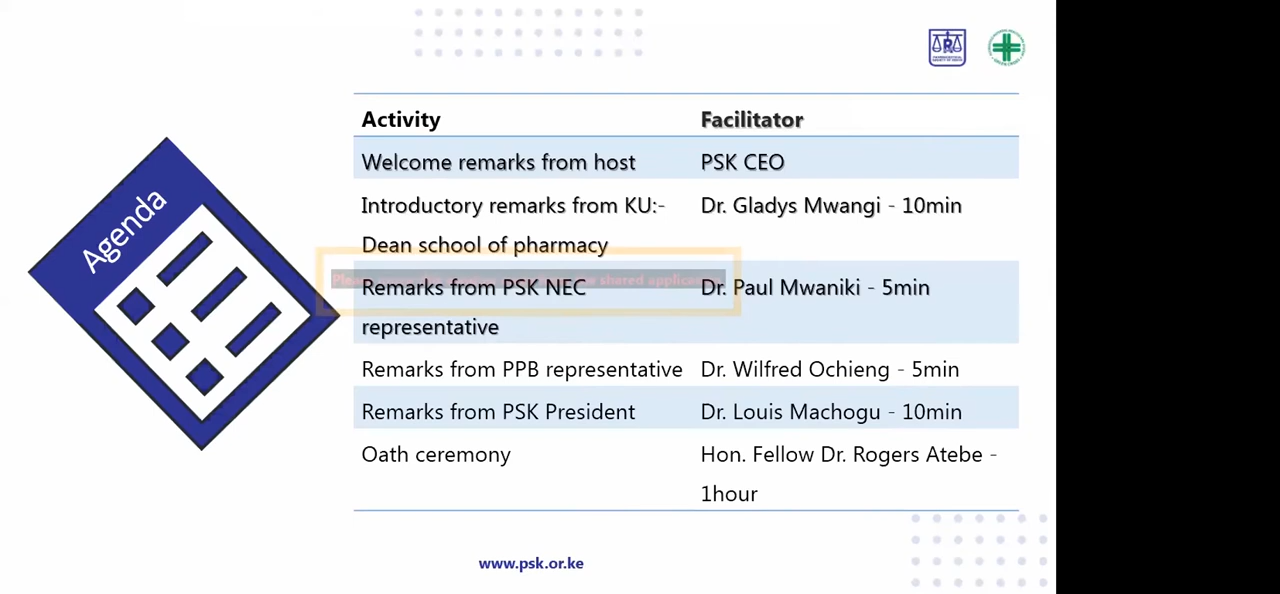 Agenda
Activity Facilitator
Welcome remarks from host PSK CEO
Introductory remarks from KU:- Dr. Gladys Mwangi - 10min
Dean school of pharmacy
Remarks from PSK NEC Dr. Paul Mwaniki - 5min
representative
Remarks from PPB representative Dr. Wilfred Ochieng - 5min
Remarks from PSK President Dr. Louis Machogu - 10min
Oath ceremony Hon. Fellow Dr. Rogers Atebe -
1hour
www.psk.or.ke